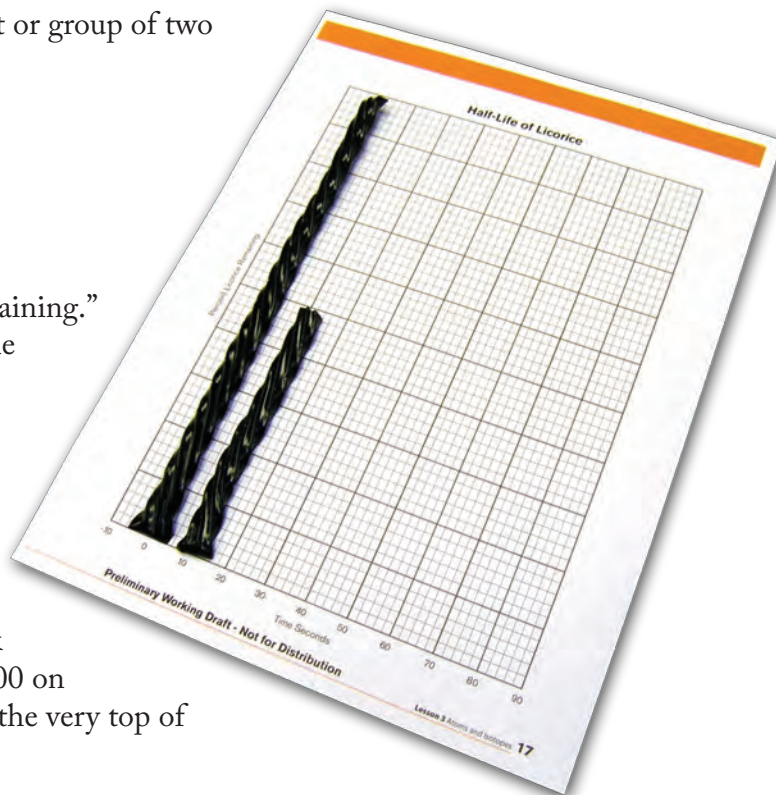 t or group of two
Half-Life of Licorice
Percent Licorice Remaining
aining.”
e
-10 0 10 20 30 40 50 60 70 80 90
Time Seconds
Preliminary Working Draft - Not for Distribution
Lesson 3 Atoms and Isotopes 17
00 on
the very top of